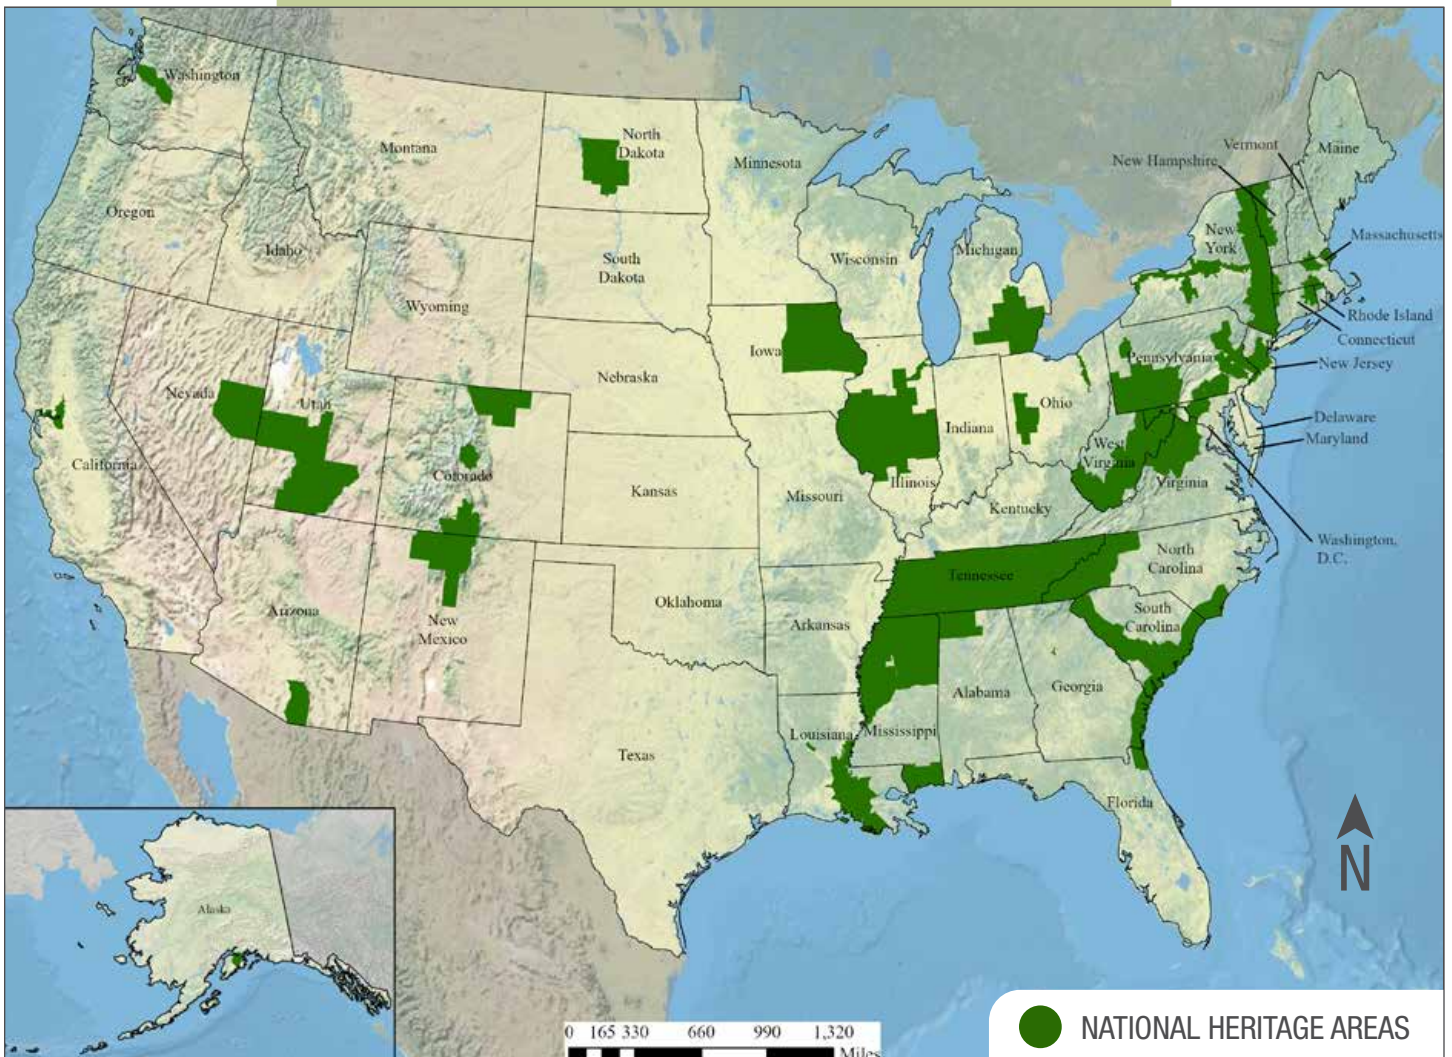 Washington
Montana
North
Dakota
Minnesota
Vermont
New Hampshire
Maine
Oregon
Idaho
Wyoming
South
Dakota
Wisconsin
Michigan
New
York
Massachusetts
Rhode Island
Connecticut
New Jersey
Nevada
Utah
Nebraska
Iowa
Pennsylvania
Ohio
Indiana
Illinois
Delaware
Maryland
California
Colorado
Kansas
Missouri
West
Virginia
Virginia
Kentucky
Washington,
D.C.
Arizona
New
Mexico
Oklahoma
Arkansas
Tennessee
North
Carolina
South
Carolina
Texas
Louisiana
Mississippi
Alabama
Georgia
Florida
Alaska
N
0 165 330 660 990 1,320
Miles
NATIONAL HERITAGE AREAS